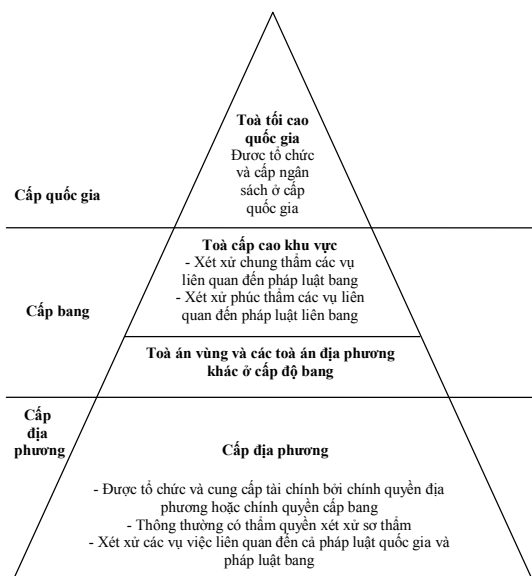 Toà tối cao
quốc gia
Được tổ chức
và cấp ngân
sách ở cấp
quốc gia
Cấp quốc gia
Toà cấp cao khu vực
- Xét xử chung thẩm các vụ
liên quan đến pháp luật bang
- Xét xử phúc thẩm các vụ liên
quan đến pháp luật liên bang
Cấp bang
Toà án vùng và các toà án địa phương
khác ở cấp độ bang
Cấp
địa
phương
Cấp địa phương
- Được tổ chức và cung cấp tài chính bởi chính quyền địa
phương hoặc chính quyền cấp bang
- Thông thường có thẩm quyền xét xử sơ thẩm
- Xét xử các vụ việc liên quan đến cả pháp luật quốc gia và
pháp luật bang